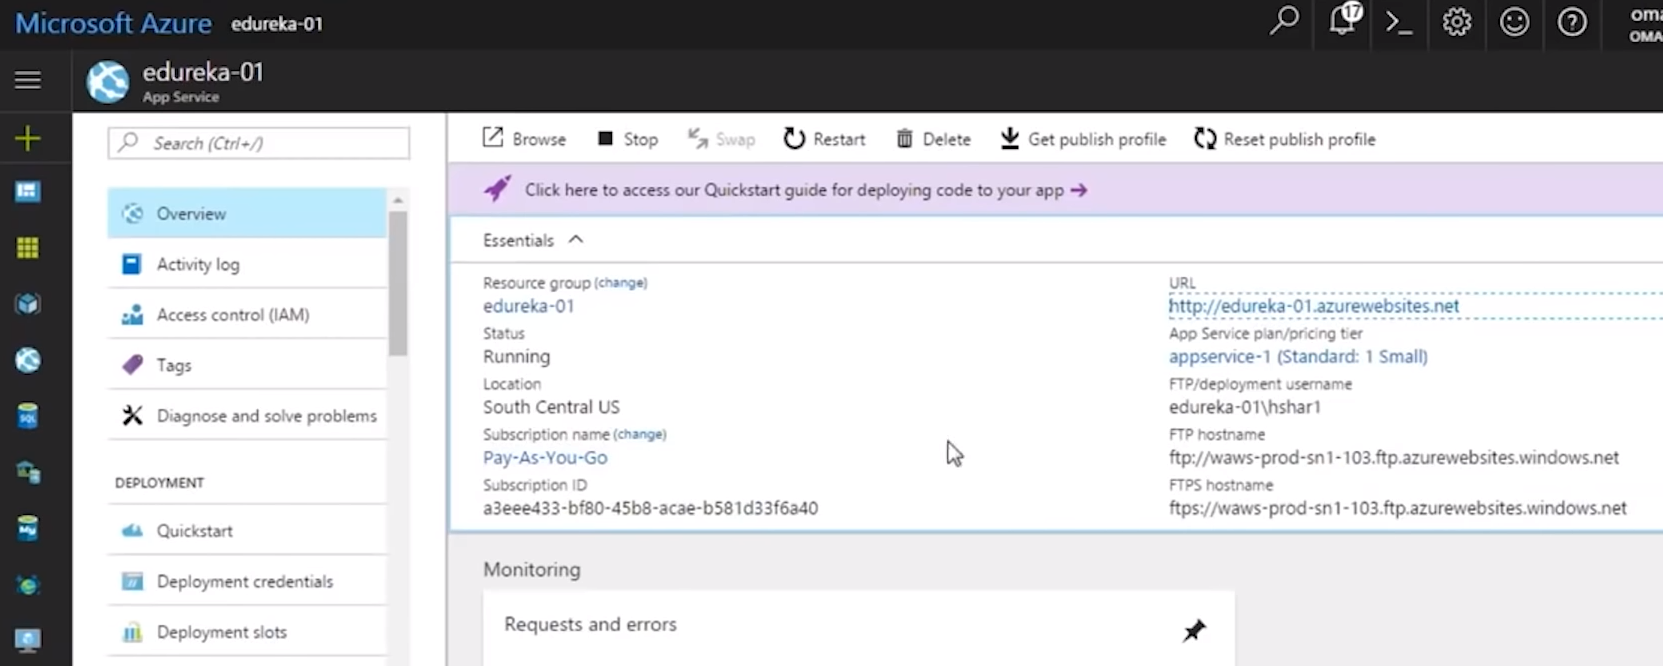 Microsoft Azure edureka-01
17
edureka-01
App Service
Search (Ctrl+/)
Overview
Activity log
Access control (IAM)
Tags
Diagnose and solve problems
DEPLOYMENT
Quickstart
Deployment credentials
Deployment slots
Browse Stop Swap Restart Delete Get publish profile Reset publish profile
Click here to access our Quickstart guide for deploying code to your app
Essentials
Resource group (change)
edureka-01
Status
Running
Location
South Central US
Subscription name (change)
Pay-As-You-Go
Subscription ID
a3eee433-bf80-45b8-acae-b581d33f6a40
URL
http://edureka-01.azurewebsites.net
App Service plan/pricing tier
appservice-1 (Standard: 1 Small)
FTP/deployment username
edureka-01\hshar1
FTP hostname
ftp://waws-prod-sn1-103.ftp.azurewebsites.windows.net
FTPS hostname
ftps://waws-prod-sn1-103.ftp.azurewebsites.windows.net
Monitoring
Requests and errors